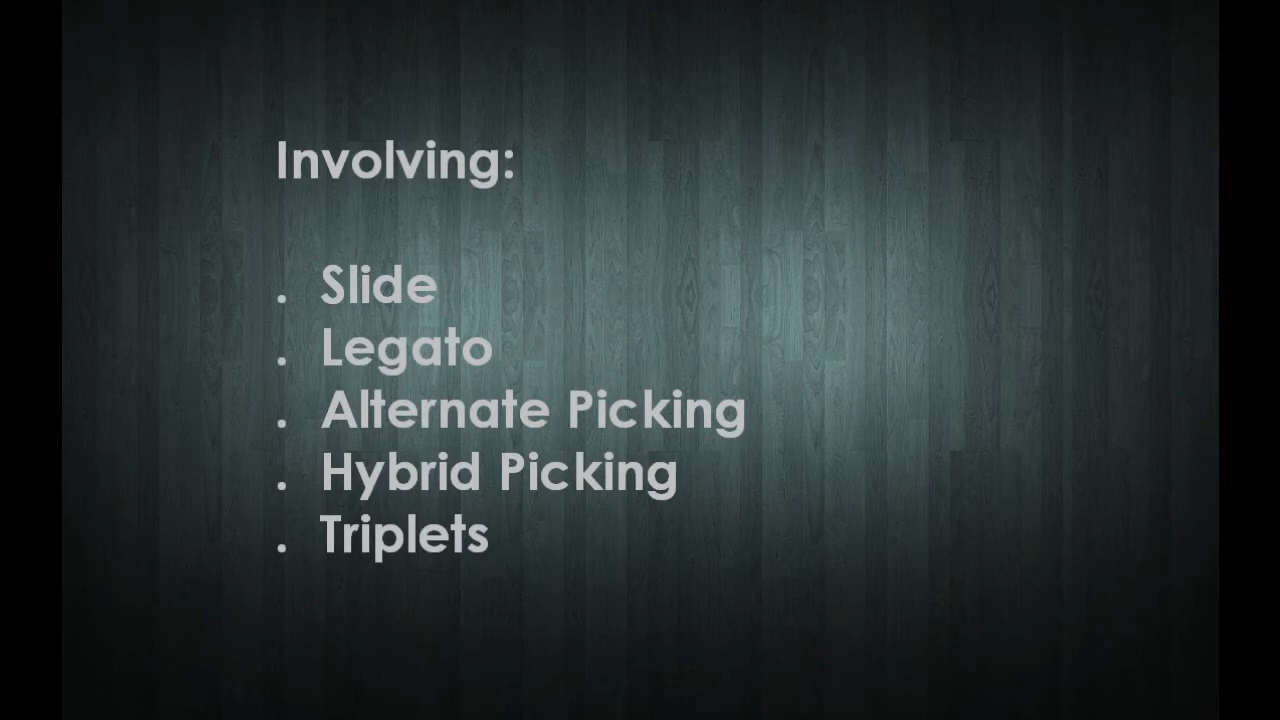 Involving:
. Slide
. Legato
. Alternate Picking
. Hybrid Picking
. Triplets